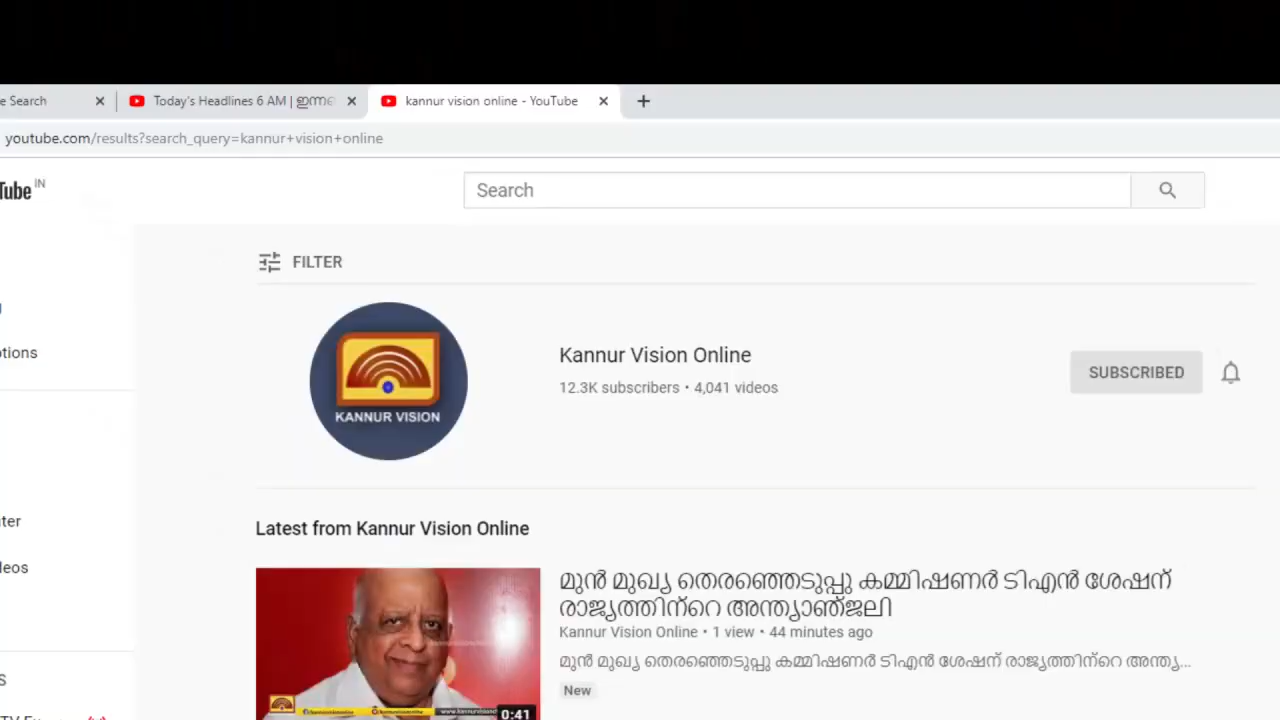 e Search
Today's Headlines 6 AM | ഇന്നത
kannur vision online - YouTube
youtube.com/results?search_query=kannur+vision+online
Tube IN
Search
FILTER
KANNUR VISION
Kannur Vision Online
12.3K subscribers • 4,041 videos
SUBSCRIBED
otions
Latest from Kannur Vision Online
മുൻ മുഖ്യ തെരഞ്ഞെടുപ്പു കമ്മിഷണർ ടിഎൻ ശേഷന്
രാജ്യത്തിന്റെ അന്ത്യാഞ്ജലി
Kannur Vision Online • 1 view • 44 minutes ago
മുൻ മുഖ്യ തെരഞ്ഞെടുപ്പു കമ്മിഷണർ ടിഎൻ ശേഷന് രാജ്യത്തിന്റെ അന്ത്യ...
New
0:41